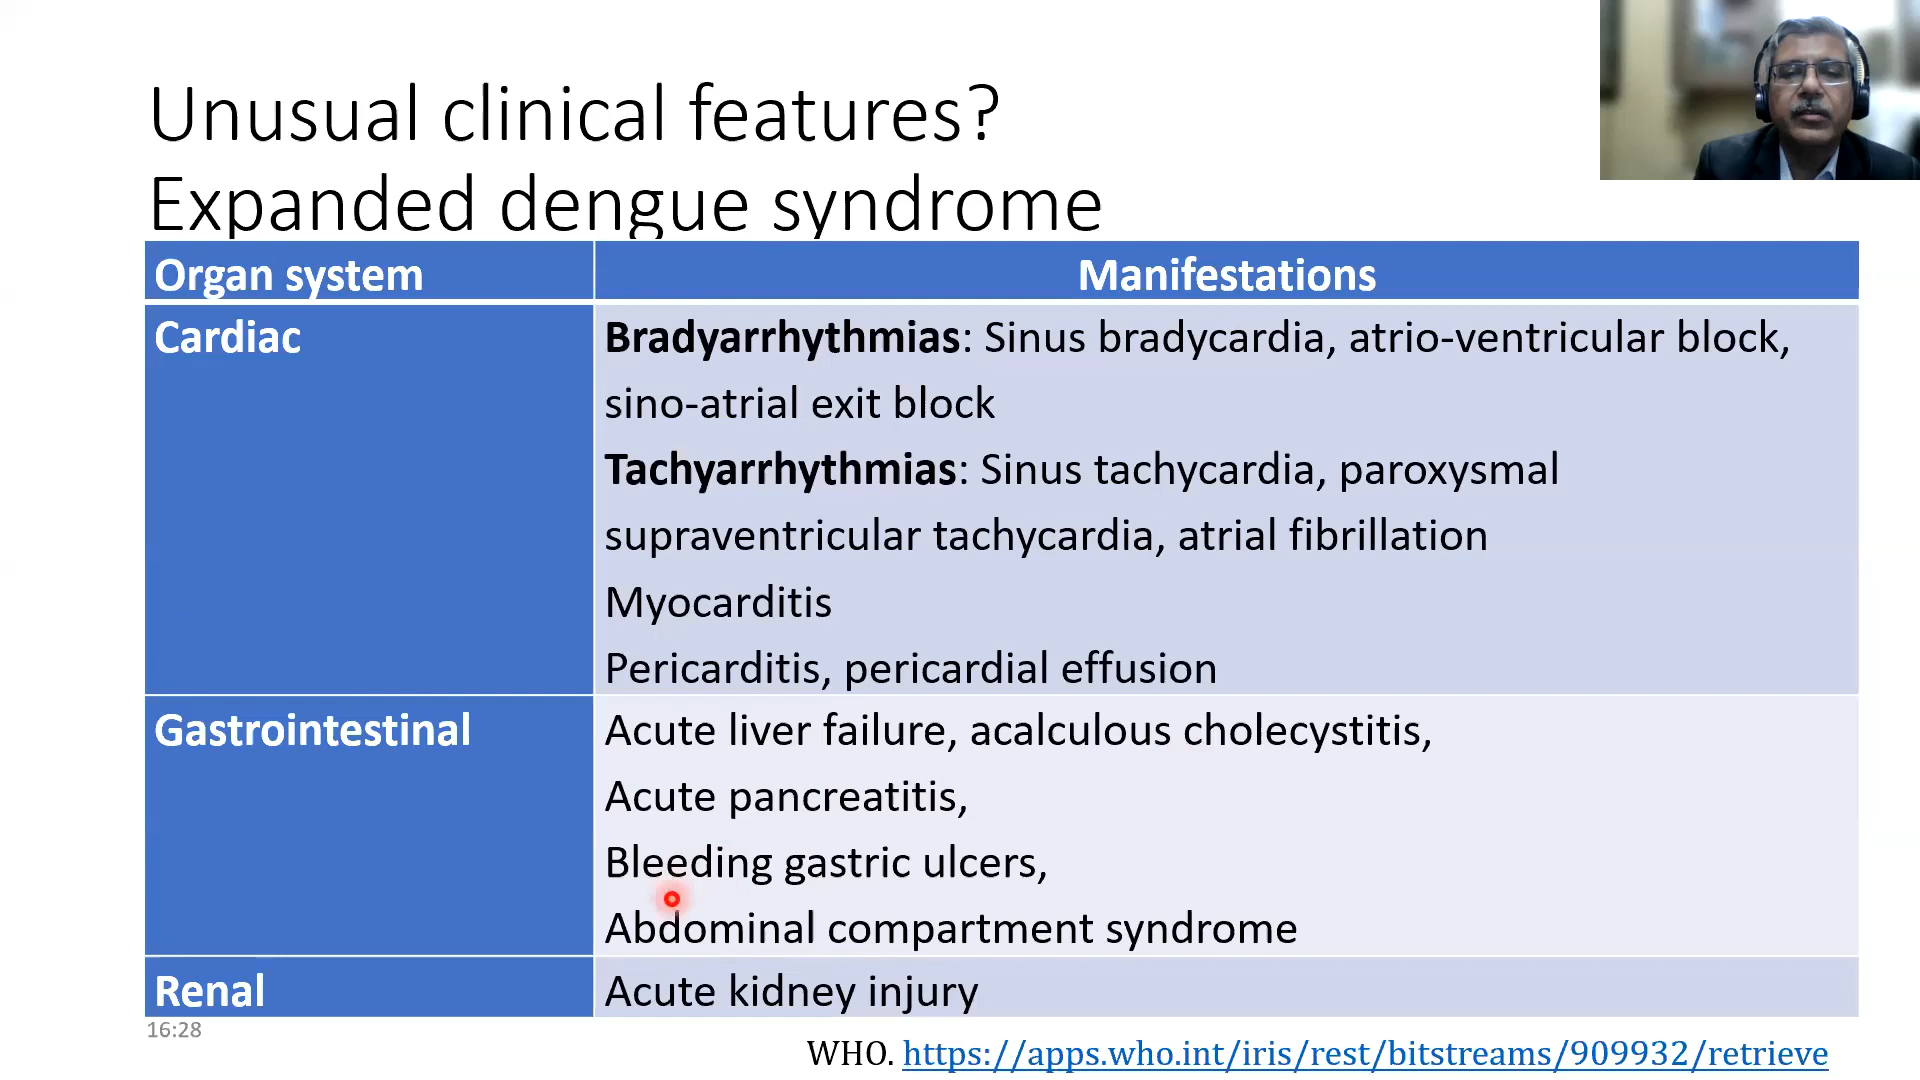 Unusual clinical features?
Expanded dengue syndrome
Organ system
Manifestations
Cardiac
Bradyarrhythmias: Sinus bradycardia, atrio-ventricular block,
sino-atrial exit block
Tachyarrhythmias: Sinus tachycardia, paroxysmal
supraventricular tachycardia, atrial fibrillation
Myocarditis
Pericarditis, pericardial effusion
Gastrointestinal
Acute liver failure, acalculous cholecystitis,
Acute pancreatitis,
Bleeding gastric ulcers,
Abdominal compartment syndrome
Renal
Acute kidney injury
16:28
WHO. https://apps.who.int/iris/rest/bitstreams/909932/retrieve